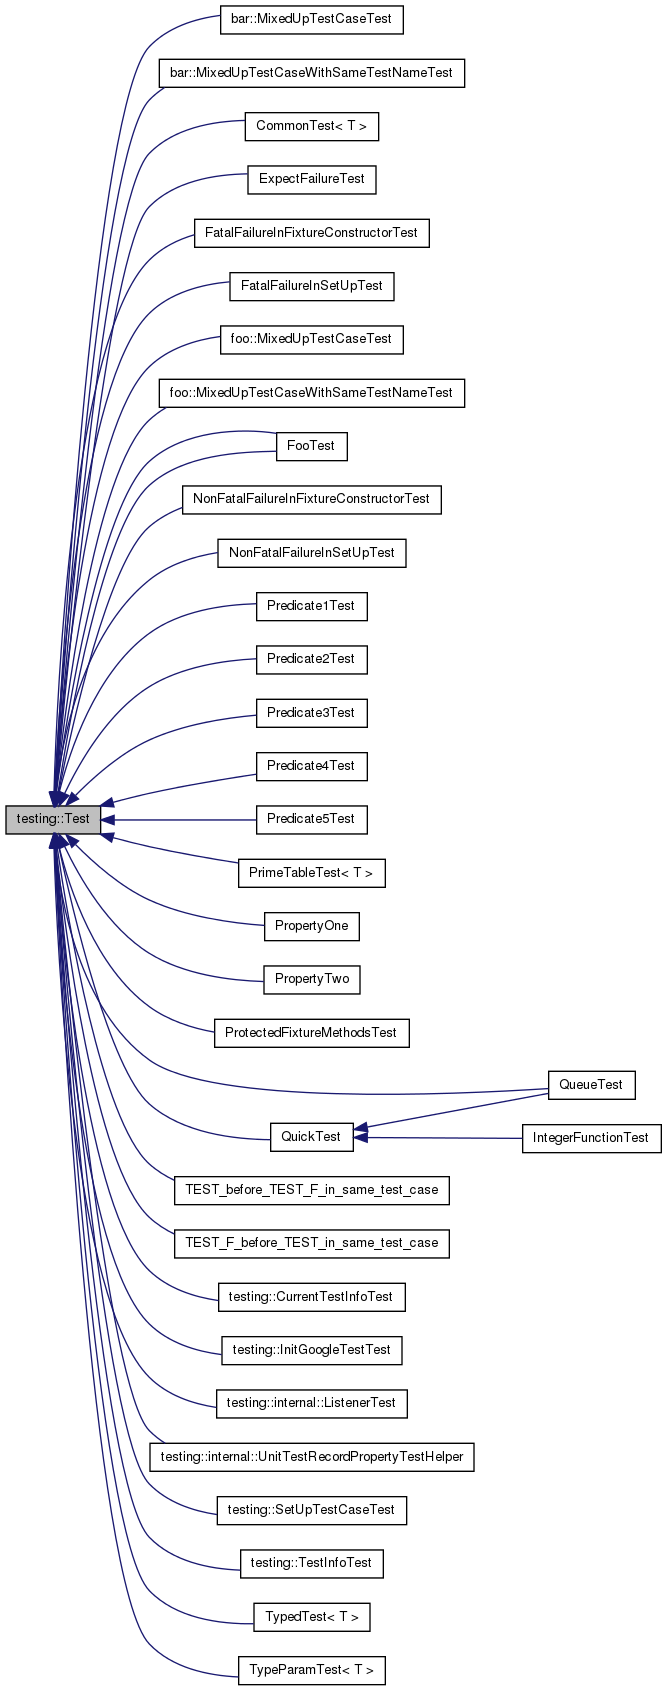 bar::MixedUpTestCaseTest
bar::MixedUpTestCaseWithSameTestNameTest
CommonTest< T >
ExpectFailureTest
FatalFailureInFixtureConstructorTest
FatalFailureInSetUpTest
foo::MixedUpTestCaseTest
foo::MixedUpTestCaseWithSameTestNameTest
FooTest
NonFatalFailureInFixtureConstructorTest
NonFatalFailureInSetUpTest
Predicate1Test
Predicate2Test
Predicate3Test
Predicate4Test
testing::Test
Predicate5Test
PrimeTableTest< T >
PropertyOne
PropertyTwo
ProtectedFixtureMethodsTest
QueueTest
QuickTest
IntegerFunctionTest
TEST_before_TEST_F_in_same_test_case
TEST_F_before_TEST_in_same_test_case
testing::CurrentTestInfoTest
testing::InitGoogleTestTest
testing::internal::ListenerTest
testing::internal::UnitTestRecordPropertyTestHelper
testing::SetUpTestCaseTest
testing::TestInfoTest
TypedTest< T >
TypeParamTest< T >